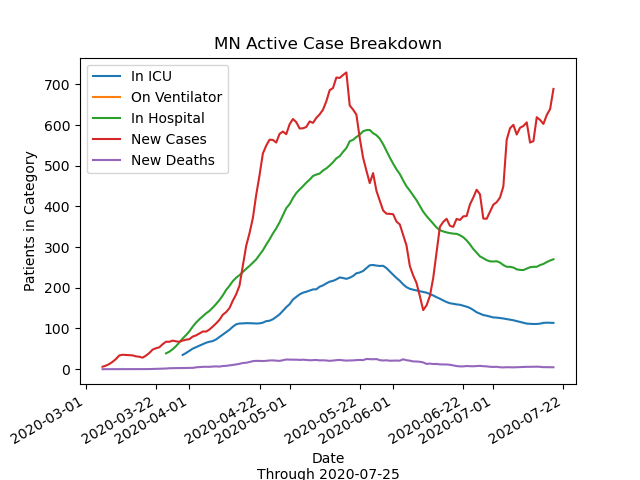 MN Active Case Breakdown
In ICU
On Ventilator
In Hospital
New Cases
New Deaths
Patients in Category
700
600
500
400
300
200
100
0
2020-03-01
2020-03-22
2020-04-01
2020-04-22
2020-05-01
2020-05-22
2020-06-01
2020-06-22
2020-07-01
2020-07-22
Date
Through 2020-07-25